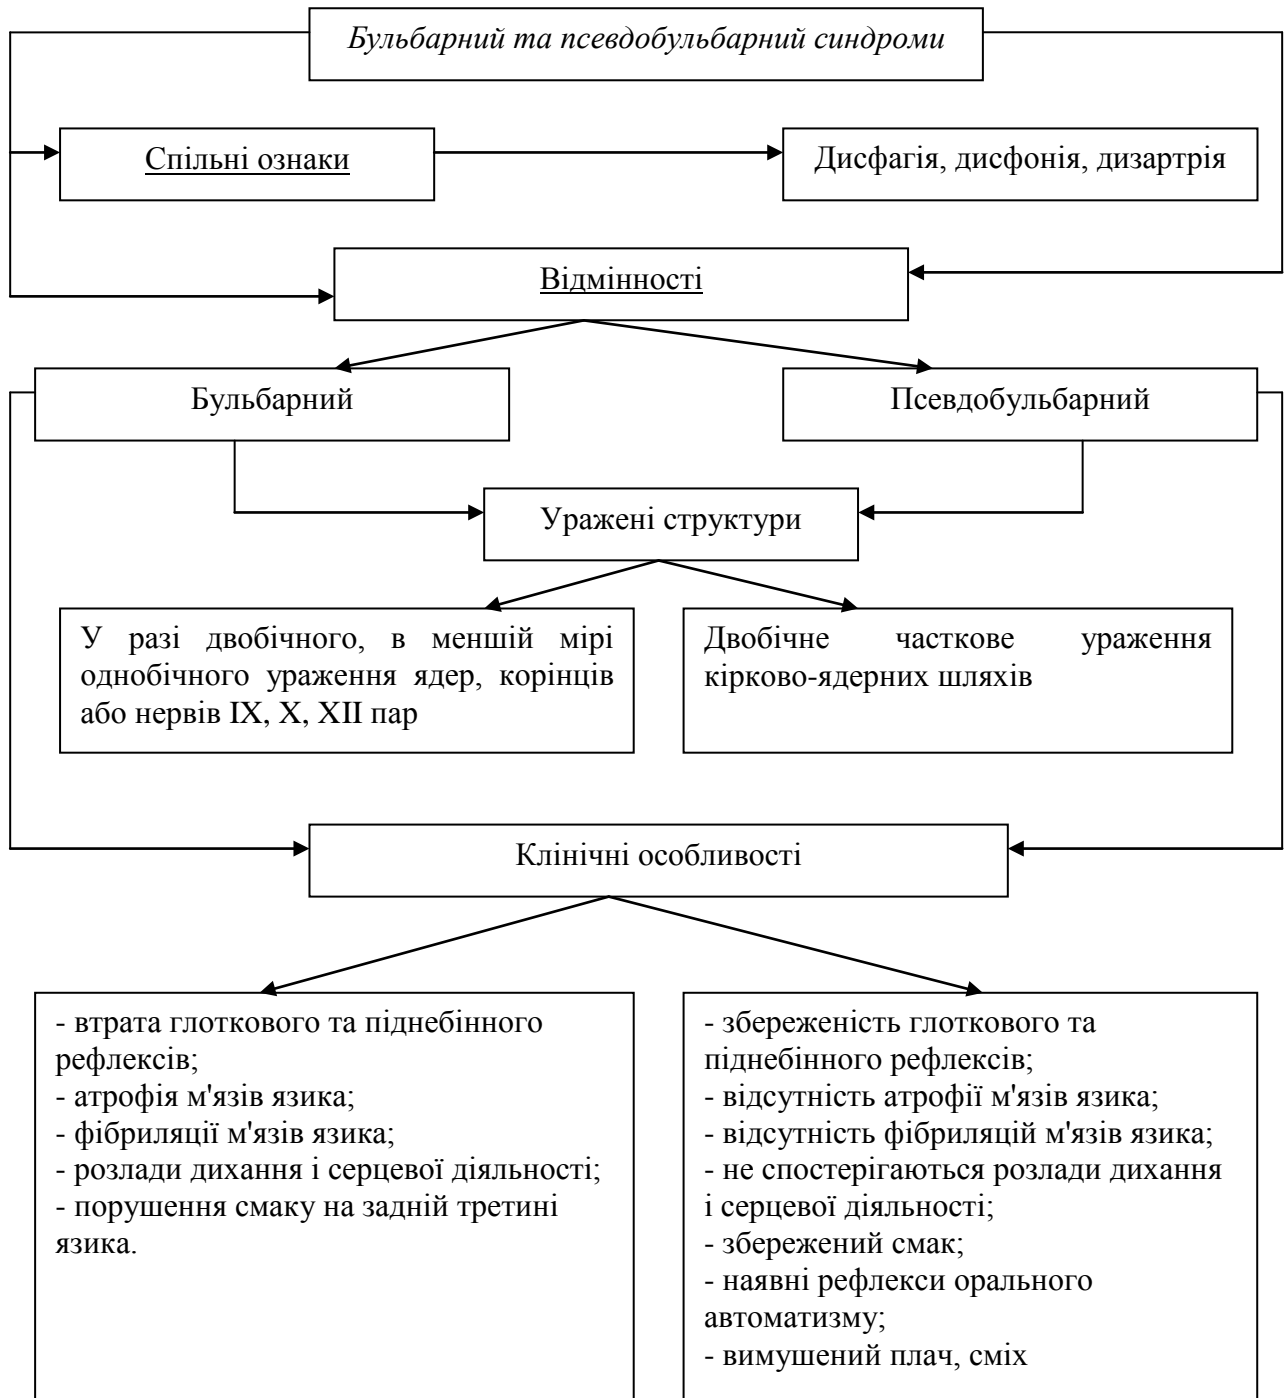 Бульбарний та псевдобульбарний синдроми
Спільні ознаки
Дисфагія, дисфонія, дизартрія
Відмінності
Бульбарний
Псевдобульбарний
Уражені структури
У разі двобічного, в меншій мірі
однобічного ураження ядер, корінців
або нервів IX, X, XII пар
Двобічне часткове ураження
кірково-ядерних шляхів
Клінічні особливості
- втрата глоткового та піднебінного
рефлексів;
- атрофія м'язів язика;
- фібриляції м'язів язика;
- розлади дихання і серцевої діяльності;
- порушення смаку на задній третині
язика.
- збереженість глоткового та
піднебінного рефлексів;
- відсутність атрофії м'язів язика;
- відсутність фібриляцій м'язів язика;
- не спостерігаються розлади дихання
і серцевої діяльності;
- збережений смак;
- наявні рефлекси орального
автоматизму;
- вимушений плач, сміх